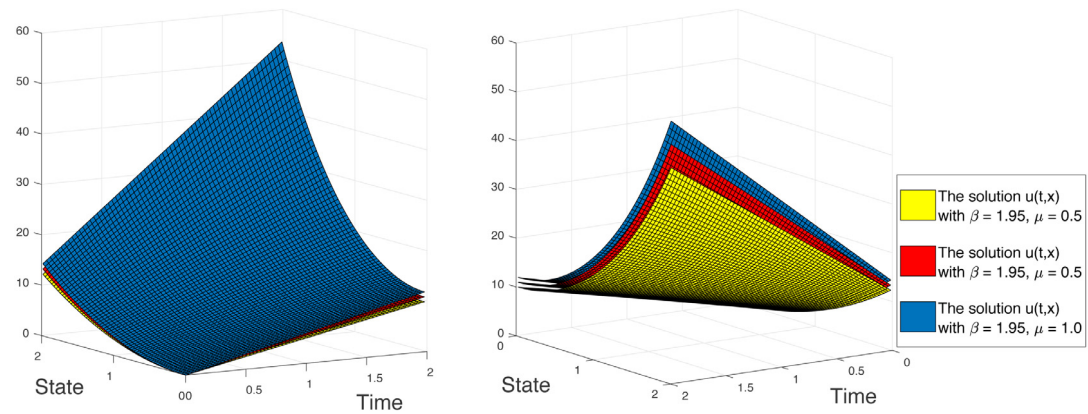 60
50
40
30
20
10
0
2
1
00
0.5
1
1.5
2
State
Time
60
50
40
30
20
10
0
0
1
2
2
1.5
1
0.5
0
State
Time
The solution u(t,x)
with β = 1.95, μ = 0.5
The solution u(t,x)
with β = 1.95, μ = 0.5
The solution u(t,x)
with β = 1.95, μ = 1.0